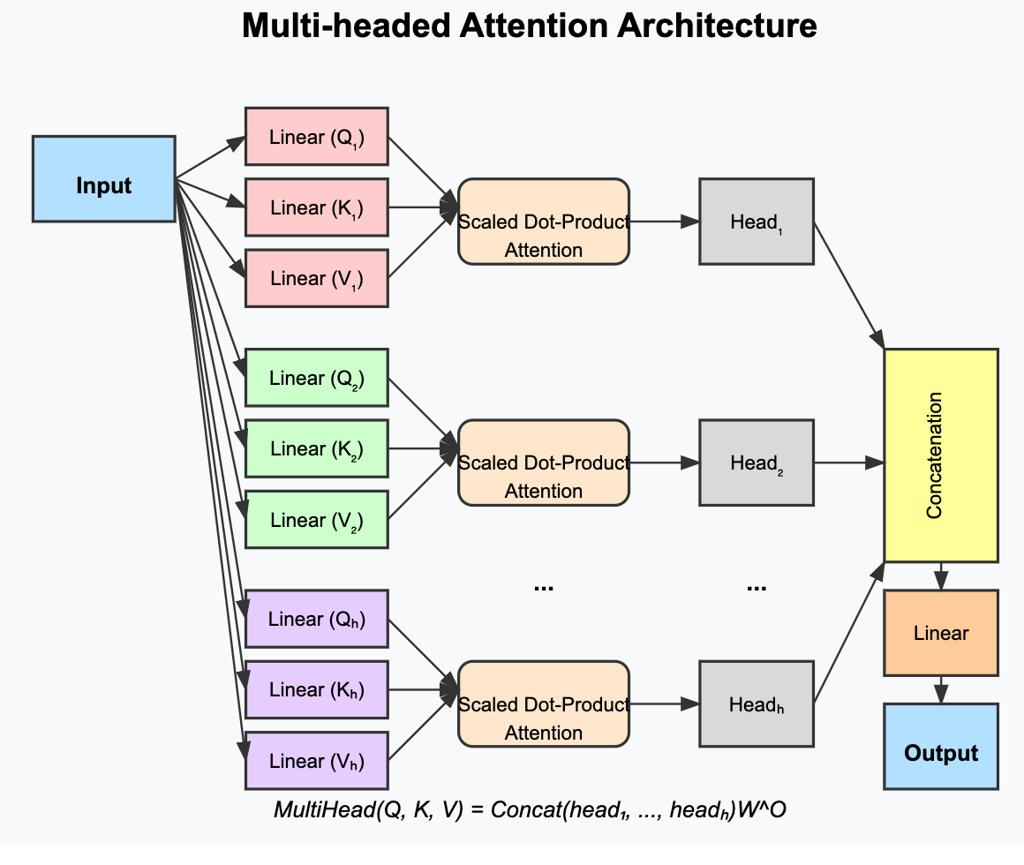 Multi-headed Attention Architecture
Input
Linear (Q₁)
Linear (K₁)
Linear (V₁)
Scaled Dot-Product
Attention
Head₁
Linear (Q₂)
Linear (K₂)
Linear (V₂)
Scaled Dot-Product
Attention
Head₂
...
...
Linear (Qₕ)
Linear (Kₕ)
Linear (Vₕ)
Scaled Dot-Product
Attention
Headₕ
Concatenation
Linear
Output
MultiHead(Q, K, V) = Concat(head₁, ..., headₕ)W^O